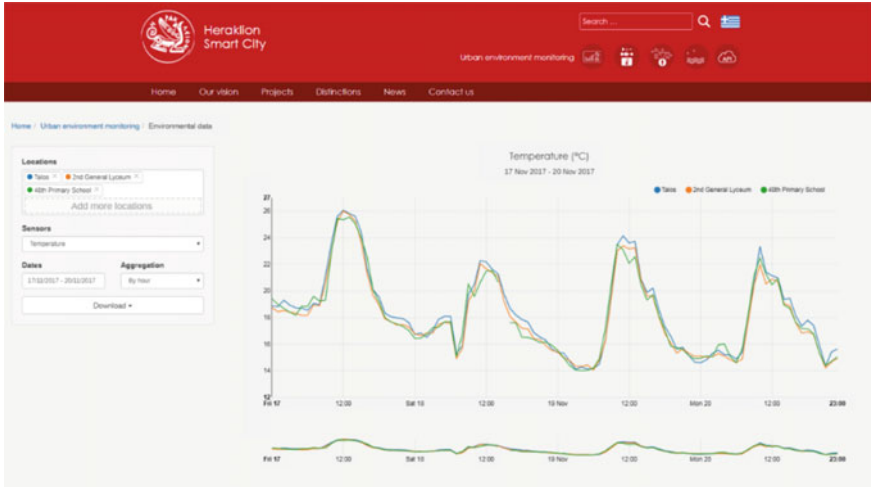 Heraklion
Smart City
Search ...
Urban environment monitoring
Home Our vision Projects Distinctions News Contact us
Home / Urban environment monitoring / Environmental data
Locations
Talos × 2nd General Lyceum ×
48th Primary School ×
Add more locations
Sensors
Temperature
Dates Aggregation
17/11/2017 - 20/11/2017 By hour
Download
Temperature (°C)
17 Nov 2017 - 20 Nov 2017
Talos 2nd General Lyceum 48th Primary School
27
26
24
22
20
18
16
14
12
Fri 17 12:00 Sat 18 12:00 19 Nov 12:00 Mon 20 12:00 23:00
Fri 17 12:00 Sat 18 12:00 19 Nov 12:00 Mon 20 12:00 23:00